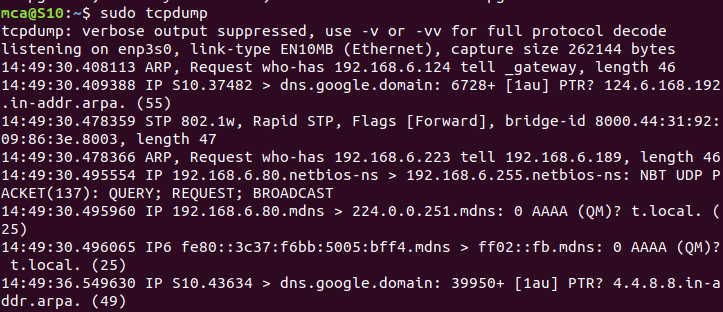 mca@S10:~$ sudo tcpdump
tcpdump: verbose output suppressed, use -v or -vv for full protocol decode
listening on enp3s0, link-type EN10MB (Ethernet), capture size 262144 bytes
14:49:30.408113 ARP, Request who-has 192.168.6.124 tell _gateway, length 46
14:49:30.409388 IP S10.37482 > dns.google.domain: 6728+ [1au] PTR? 124.6.168.192
.in-addr.arpa. (55)
14:49:30.478359 STP 802.1w, Rapid STP, Flags [Forward], bridge-id 8000.44:31:92:
09:86:3e.8003, length 47
14:49:30.478366 ARP, Request who-has 192.168.6.223 tell 192.168.6.189, length 46
14:49:30.495554 IP 192.168.6.80.netbios-ns > 192.168.6.255.netbios-ns: NBT UDP P
ACKET(137): QUERY; REQUEST; BROADCAST
14:49:30.495960 IP 192.168.6.80.mdns > 224.0.0.251.mdns: 0 AAAA (QM)? t.local. (
25)
14:49:30.496065 IP6 fe80::3c37:f6bb:5005:bff4.mdns > ff02::fb.mdns: 0 AAAA (QM)?
 t.local. (25)
14:49:36.549630 IP S10.43634 > dns.google.domain: 39950+ [1au] PTR? 4.4.8.8.in-a
ddr.arpa. (49)